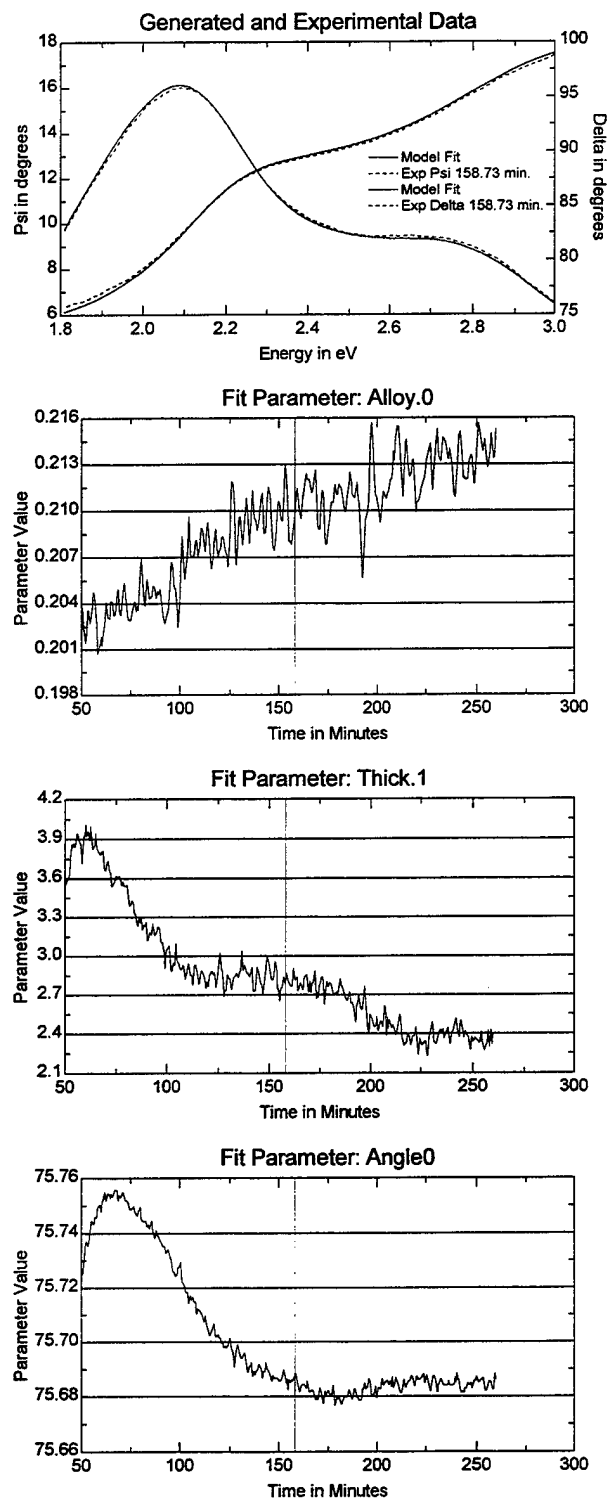 Generated and Experimental Data
18
16
14
12
10
8
6
Psi in degrees
100
95
90
85
80
75
Delta in degrees
Model Fit
Exp Psi 158.73 min.
Model Fit
Exp Delta 158.73 min.
1.8 2.0 2.2 2.4 2.6 2.8 3.0
Energy in eV
Fit Parameter: Alloy.0
0.216
0.213
0.210
0.207
0.204
0.201
0.198
Parameter Value
50 100 150 200 250 300
Time in Minutes
Fit Parameter: Thick.1
4.2
3.9
3.6
3.3
3.0
2.7
2.4
2.1
Parameter Value
50 100 150 200 250 300
Time in Minutes
Fit Parameter: Angle0
75.76
75.74
75.72
75.70
75.68
75.66
Parameter Value
50 100 150 200 250 300
Time in Minutes